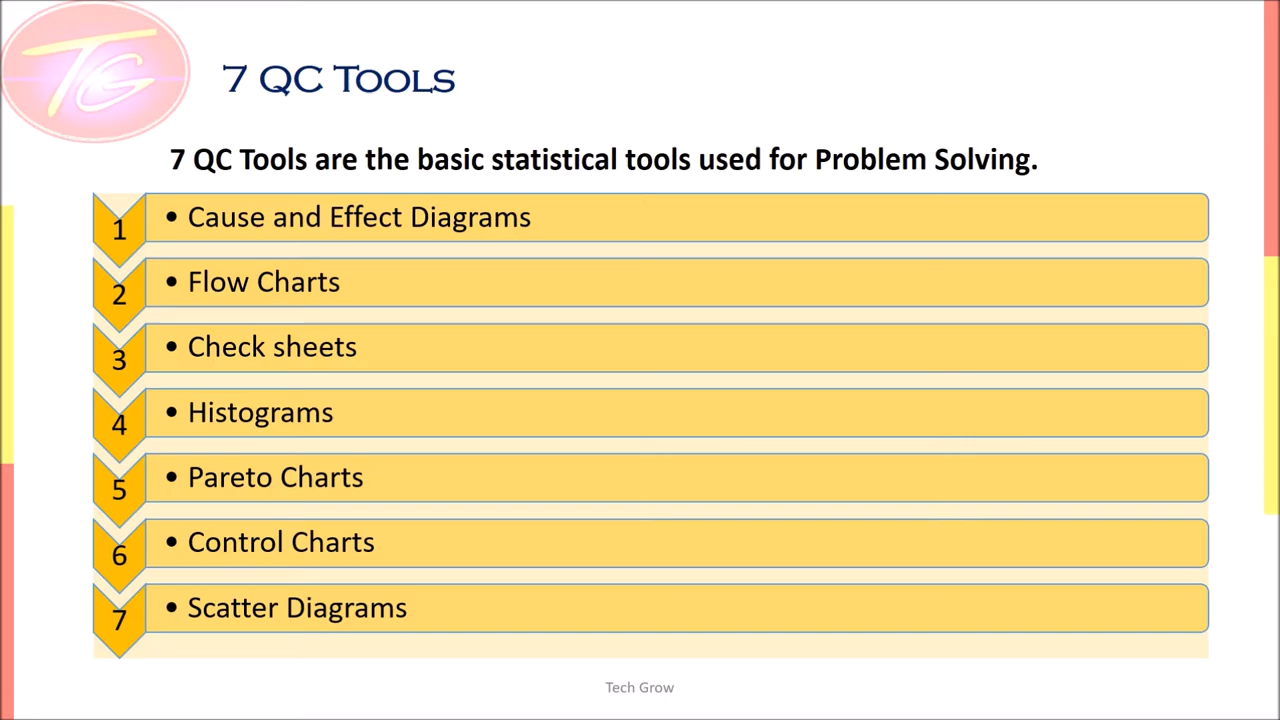 TG
7 QC Tools
7 QC Tools are the basic statistical tools used for Problem Solving.
1 • Cause and Effect Diagrams
2 • Flow Charts
3 • Check sheets
4 • Histograms
5 • Pareto Charts
6 • Control Charts
7 • Scatter Diagrams
Tech Grow